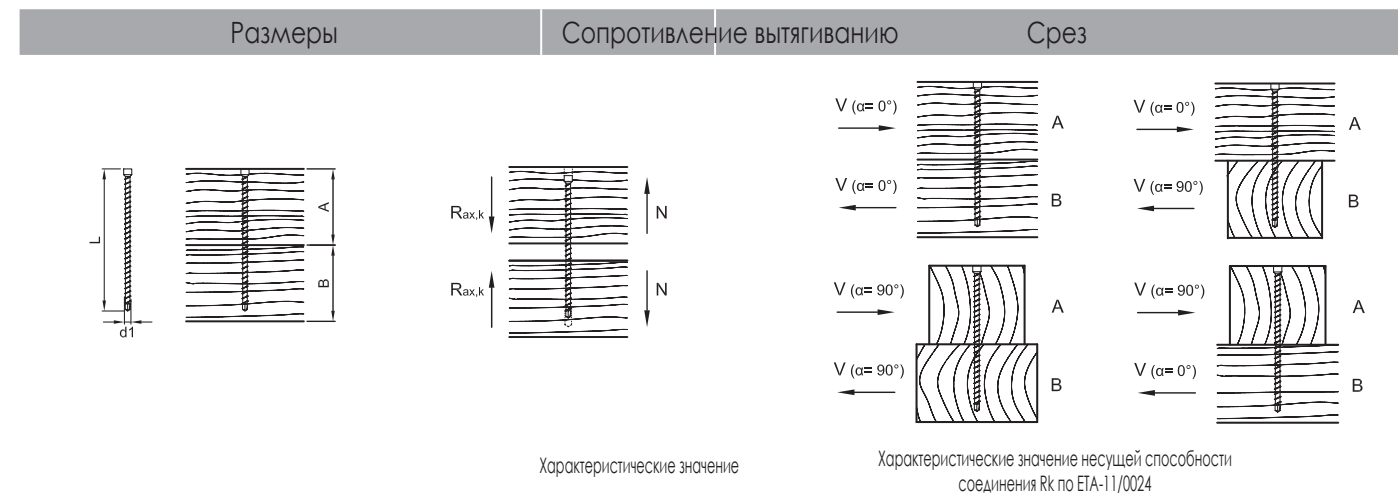 Размеры
Сопротивление вытягиванию
Срез
L
d1
A
B
Rax,k
N
Rax,k
N
V (α= 0°)
A
V (α= 0°)
B
V (α= 0°)
A
V (α= 90°)
B
V (α= 90°)
A
V (α= 90°)
B
V (α= 90°)
A
V (α= 0°)
B
Характеристические значение
Характеристические значение несущей способности
соединения Rk по ETA-11/0024